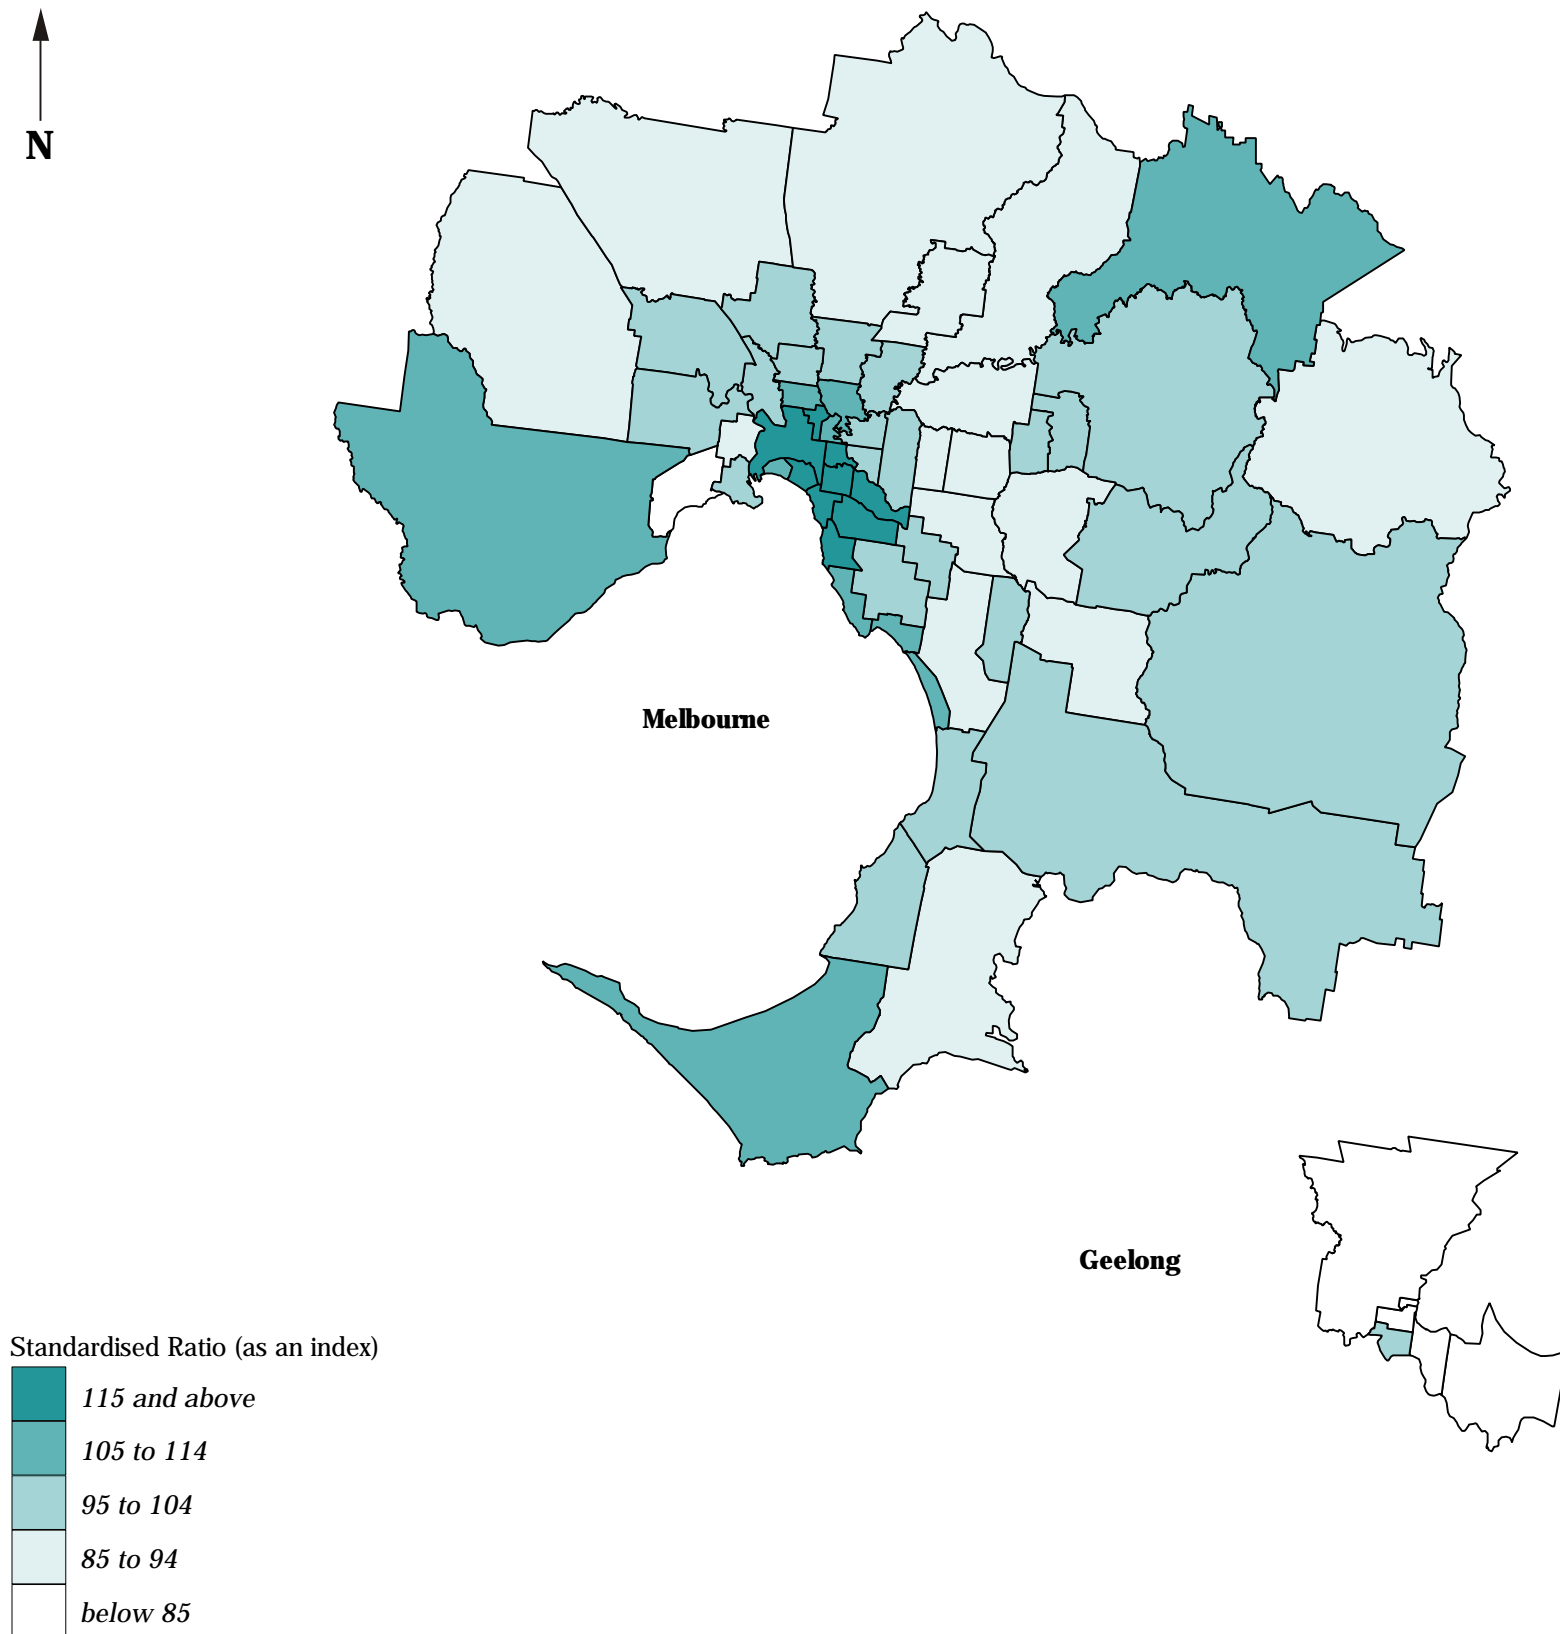 N
Melbourne
Geelong
Standardised Ratio (as an index)
115 and above
105 to 114
95 to 104
85 to 94
below 85